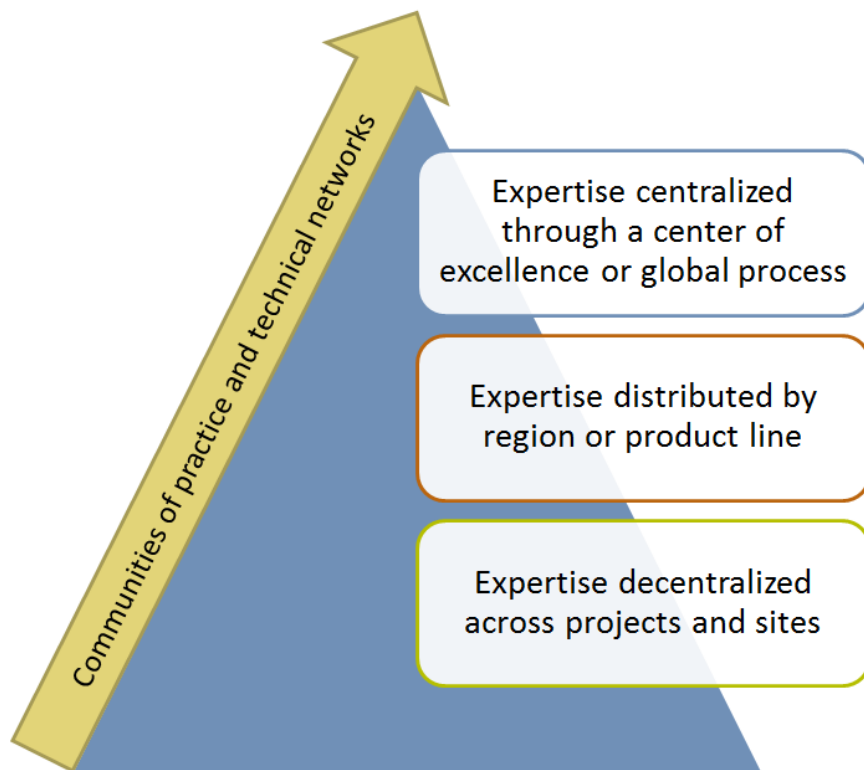 Communities of practice and technical networks
Expertise centralized
through a center of
excellence or global process
Expertise distributed by
region or product line
Expertise decentralized
across projects and sites